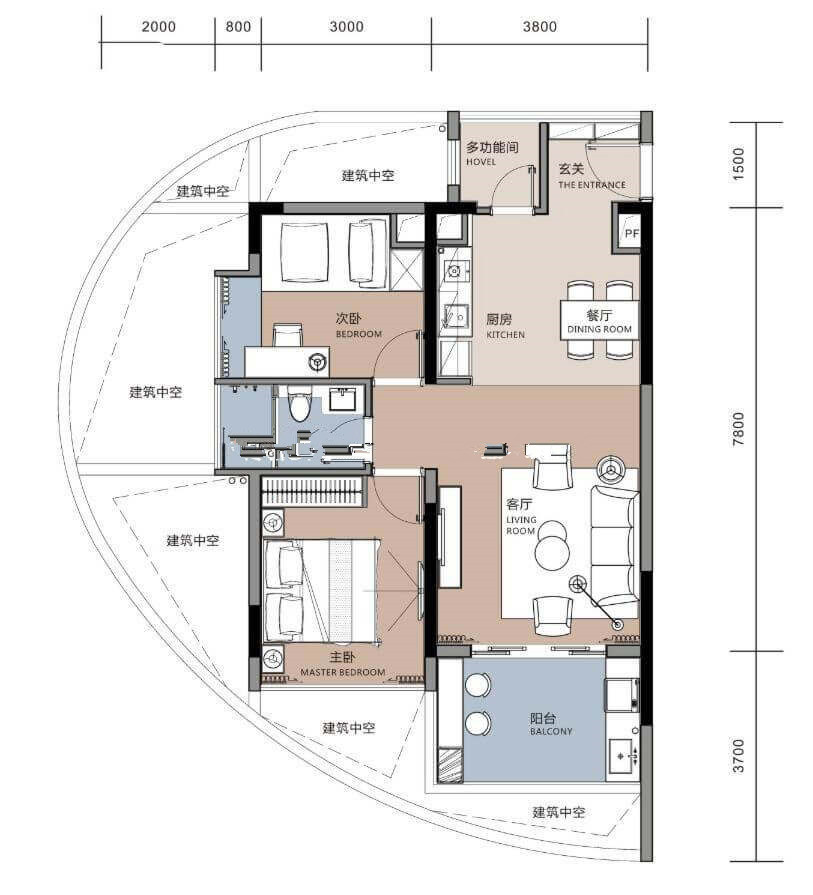 2000 800 3000 3800
多功能间
HOVEL
玄关
THE ENTRANCE
建筑中空
建筑中空
1500
PF
次卧
BEDROOM
厨房
KITCHEN
餐厅
DINING ROOM
建筑中空
7800
客厅
LIVING
ROOM
建筑中空
主卧
MASTER BEDROOM
阳台
BALCONY
建筑中空
3700
建筑中空